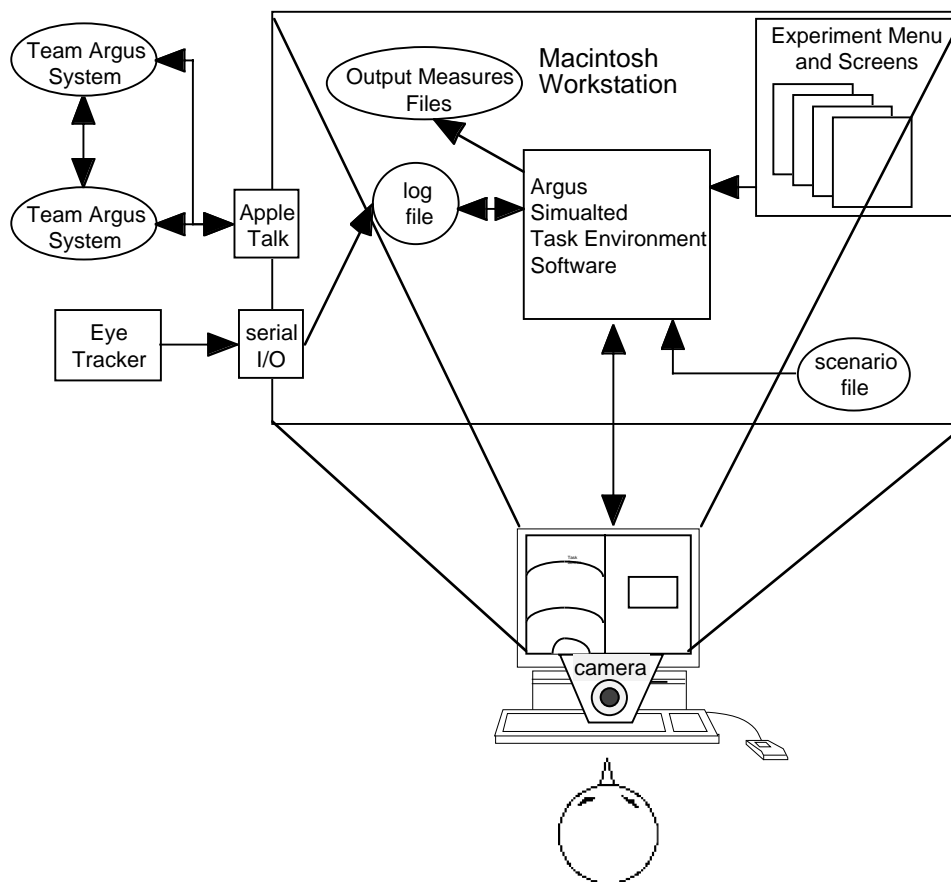 Team Argus
System
Team Argus
System
Apple
Talk
Eye
Tracker
serial
I/O
Output Measures
Files
Macintosh
Workstation
Experiment Menu
and Screens
log
file
Argus
Simualted
Task Environment
Software
scenario
file
Task
camera